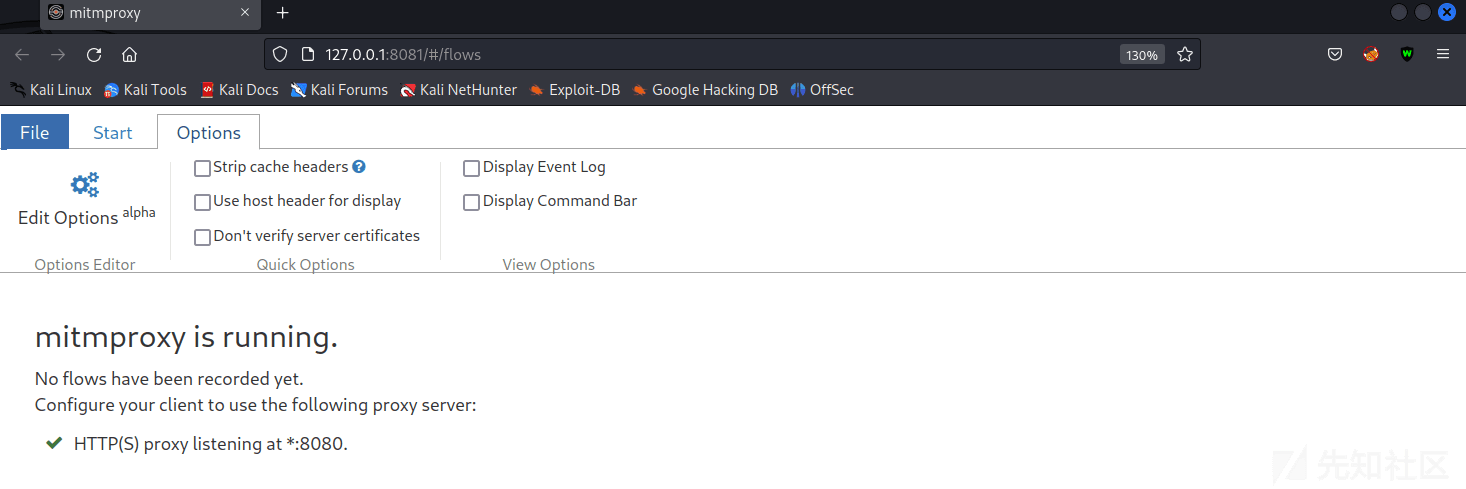 mitmproxy
127.0.0.1:8081/#/flows
130%
Kali Linux Kali Tools Kali Docs Kali Forums Kali NetHunter Exploit-DB Google Hacking DB OffSec
File Start Options
Strip cache headers ?
Display Event Log
Use host header for display
Display Command Bar
Edit Options alpha
Don't verify server certificates
Options Editor
Quick Options
View Options
mitmproxy is running.
No flows have been recorded yet.
Configure your client to use the following proxy server:
HTTP(S) proxy listening at *:8080.
先知社区